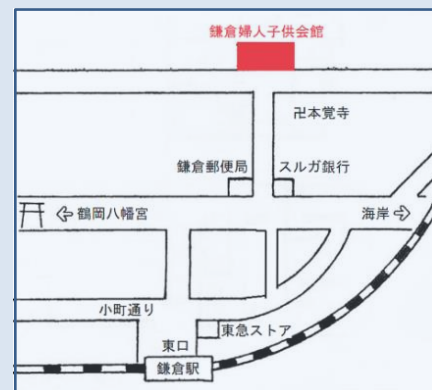 鎌倉婦人子供会館
卍本覚寺
鎌倉郵便局
スルガ銀行
鶴岡八幡宮
海岸
小町通り
東急ストア
東口
鎌倉駅